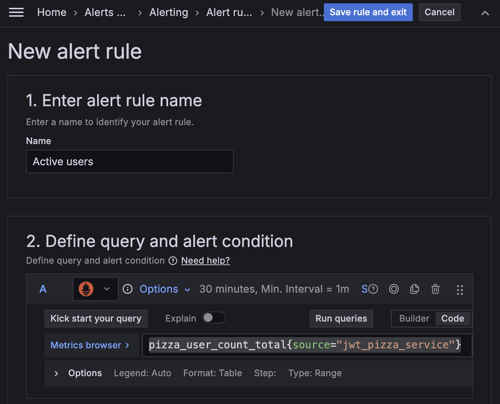 Home > Alerts ... > Alerting > Alert ru... > New alert... Save rule and exit Cancel
New alert rule
1. Enter alert rule name
Enter a name to identify your alert rule.
Name
Active users
2. Define query and alert condition
Define query and alert condition Need help?
A Options 30 minutes, Min. Interval = 1m S
Kick start your query Explain Run queries Builder Code
Metrics browser > pizza_user_count_total{source="jwt_pizza_service"}
> Options Legend: Auto Format: Table Step: Type: Range